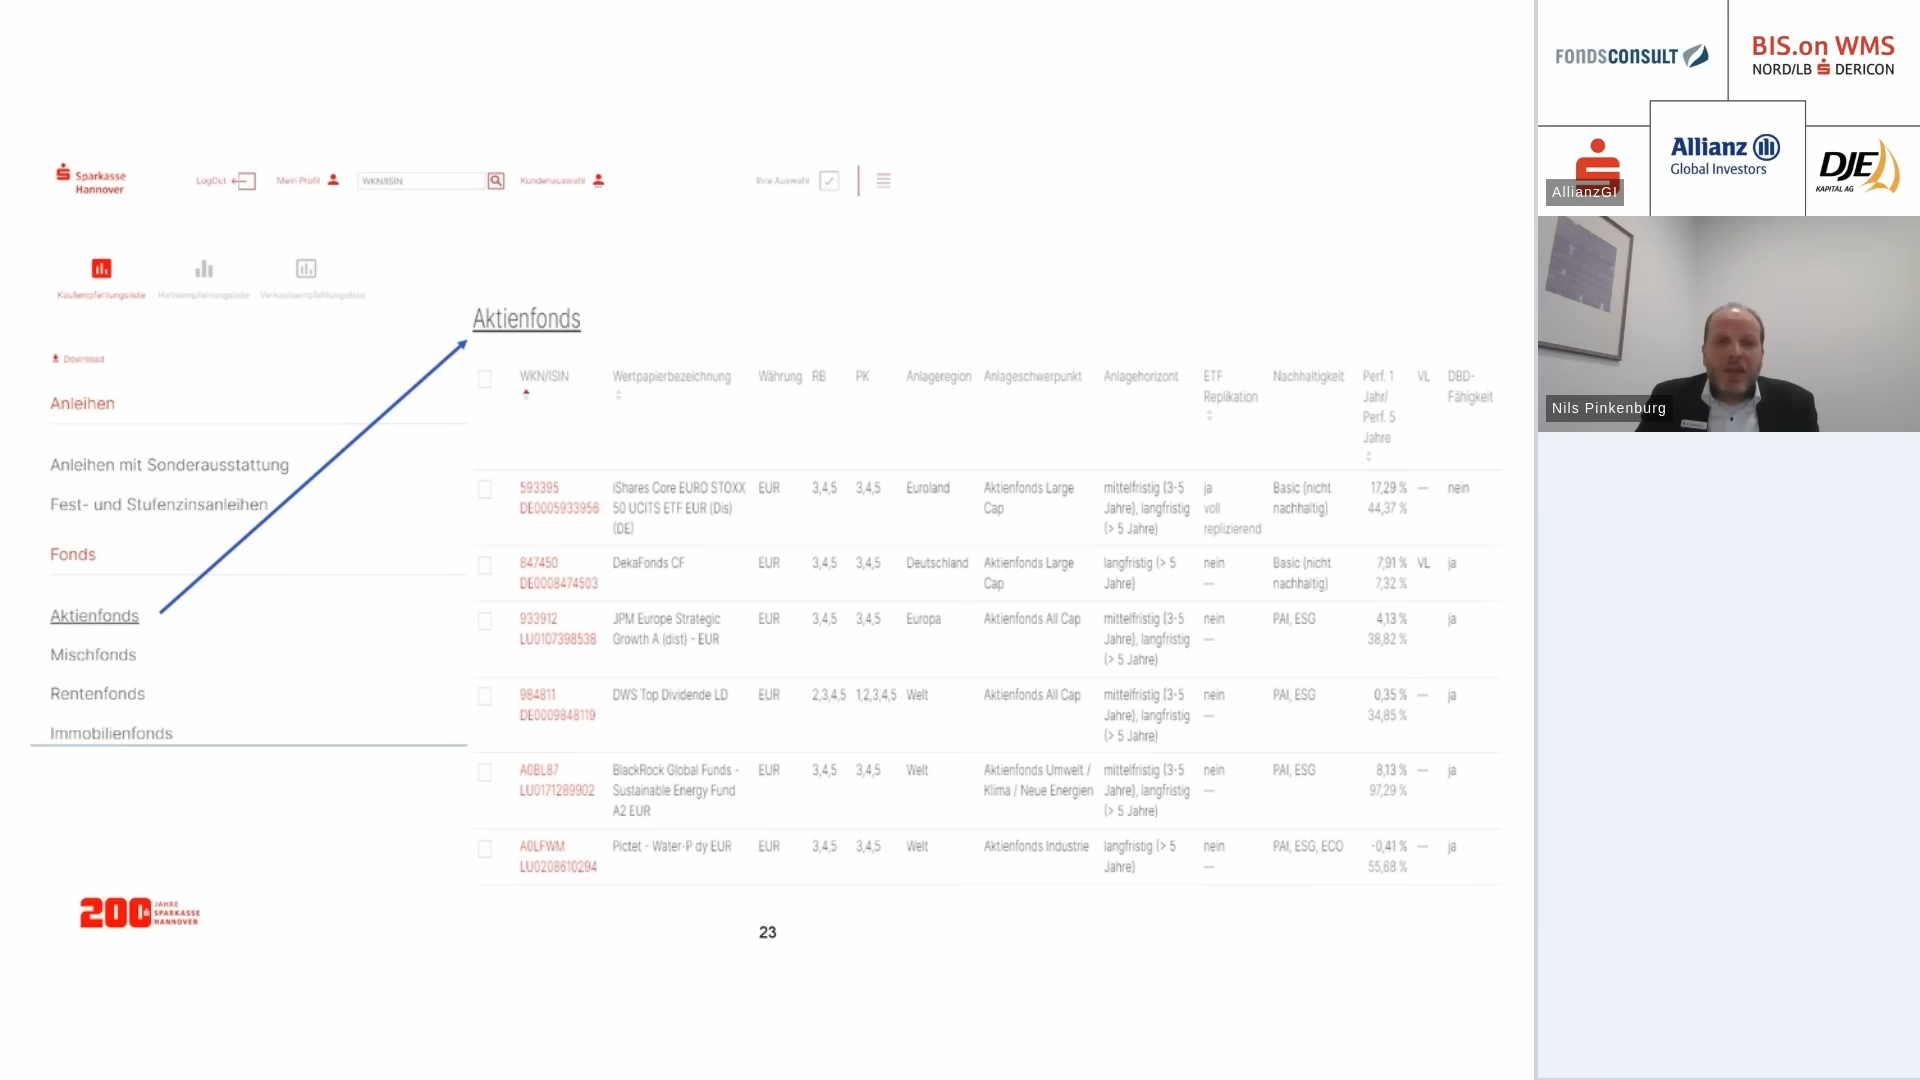 Sparkasse
Hannover
LogOut
Mein Profil
WKN/ISIN
Kundenauswahl
Ihre Auswahl
Kaufempfehlungsliste
Halteempfehlungsliste
Verkaufsempfehlungsliste
Download
Anleihen
Anleihen mit Sonderausstattung
Fest- und Stufenzinsanleihen
Fonds
Aktienfonds
Mischfonds
Rentenfonds
Immobilienfonds
200 JAHRE
SPARKASSE
HANNOVER
Aktienfonds
WKN/ISIN Wertpapierbezeichnung Währung RB PK Anlageregion Anlageschwerpunkt Anlagehorizont ETF Nachhaltigkeit Perf. 1 VL DBD-
Replikation Jahr/ Fähigkeit
Perf. 5
Jahre
593395 iShares Core EURO STOXX EUR 3,4,5 3,4,5 Euroland Aktienfonds Large mittelfristig (3-5 ja Basic (nicht 17,29 % — nein
DE0005933956 50 UCITS ETF EUR (Dis) Cap Jahre), langfristig voll nachhaltig) 44,37 %
(DE) (> 5 Jahre) replizierend
847450 DekaFonds CF EUR 3,4,5 3,4,5 Deutschland Aktienfonds Large langfristig (> 5 nein Basic (nicht 7,91 % VL ja
DE0008474503 Cap Jahre) — nachhaltig) 7,32 %
933912 JPM Europe Strategic EUR 3,4,5 3,4,5 Europa Aktienfonds All Cap mittelfristig (3-5 nein PAI, ESG 4,13 % ja
LU0107398538 Growth A (dist) - EUR Jahre), langfristig — 38,82 %
(> 5 Jahre)
984811 DWS Top Dividende LD EUR 2,3,4,5 1,2,3,4,5 Welt Aktienfonds All Cap mittelfristig (3-5 nein PAI, ESG 0,35 % — ja
DE0009848119 Jahre), langfristig — 34,85 %
(> 5 Jahre)
A0BL87 BlackRock Global Funds - EUR 3,4,5 3,4,5 Welt Aktienfonds Umwelt / mittelfristig (3-5 nein PAI, ESG 8,13 % — ja
LU0171289902 Sustainable Energy Fund Klima / Neue Energien Jahre), langfristig — 97,29 %
A2 EUR (> 5 Jahre)
A0LFWM Pictet - Water-P dy EUR EUR 3,4,5 3,4,5 Welt Aktienfonds Industrie langfristig (> 5 nein PAI, ESG, ECO -0,41 % — ja
LU0208610294 Jahre) — 55,68 %
23
FONDSCONSULT
BIS.on WMS
NORD/LB DERICON
AllianzGI
Allianz
Global Investors
DJE
KAPITAL AG
Nils Pinkenburg